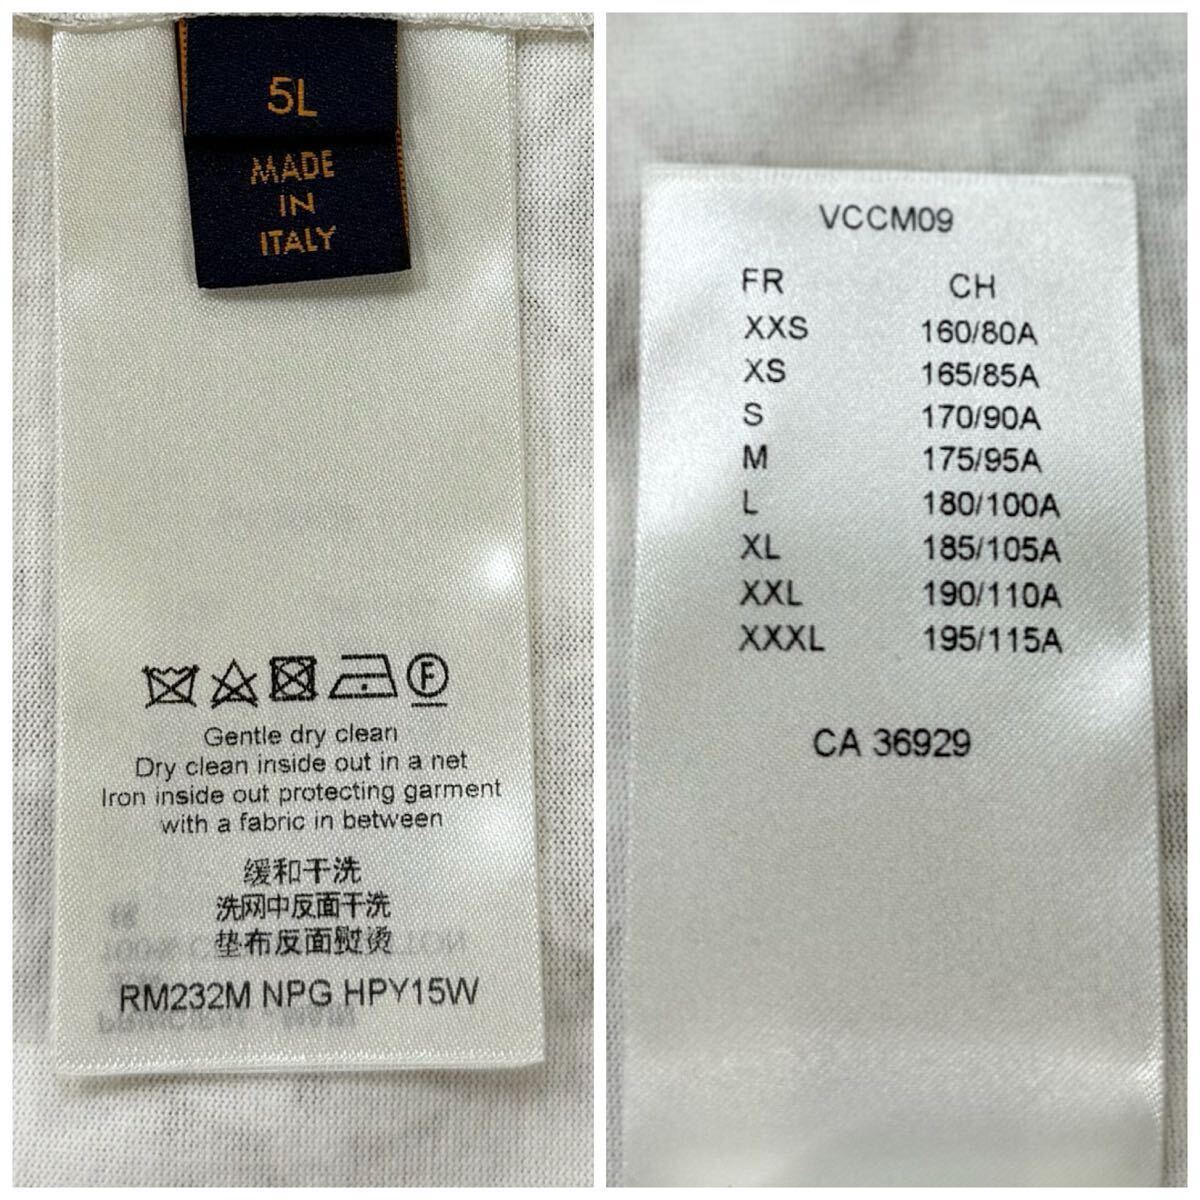 5L
MADE
IN
ITALY
F
Gentle dry clean
Dry clean inside out in a net
Iron inside out protecting garment
with a fabric in between
缓和干洗
洗网中反面干洗
垫布反面熨烫
RM232M NPG HPY15W
VCCM09
FR CH
XXS 160/80A
XS 165/85A
S 170/90A
M 175/95A
L 180/100A
XL 185/105A
XXL 190/110A
XXXL 195/115A
CA 36929